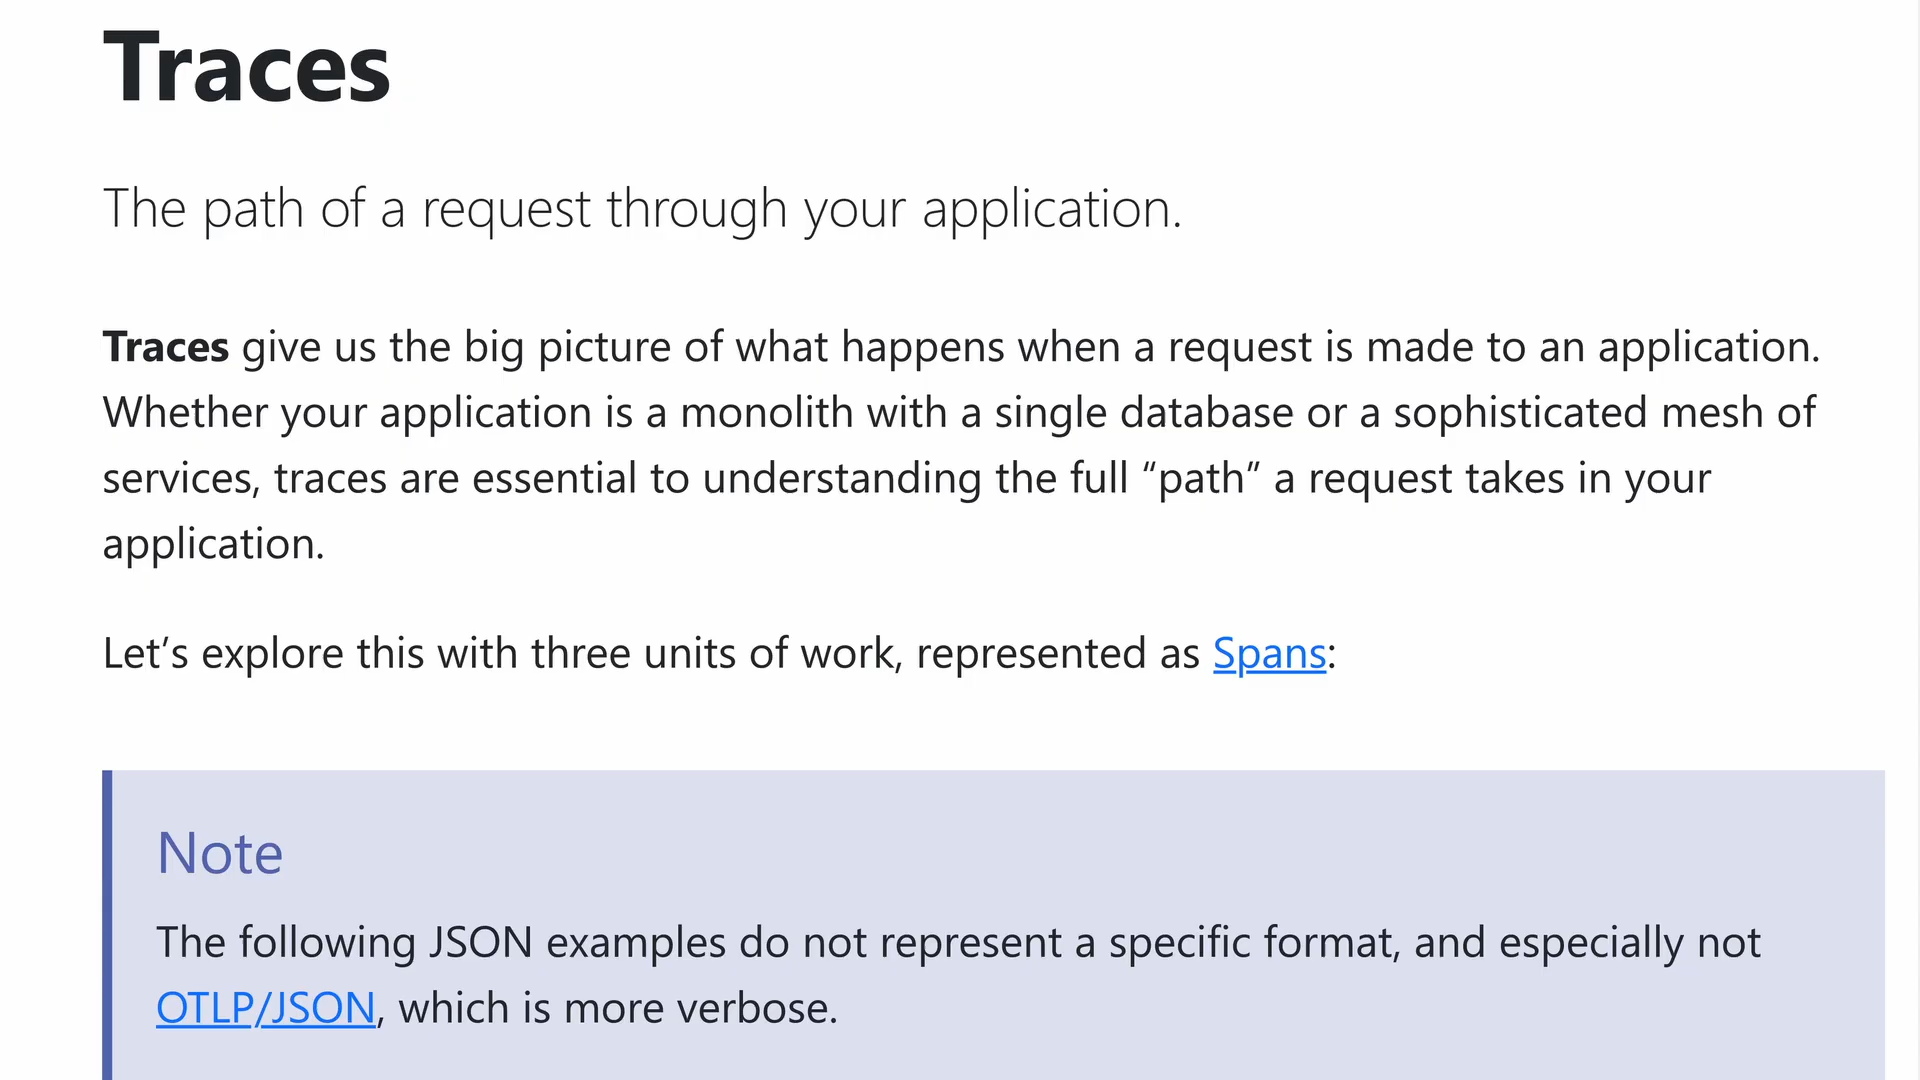 Traces
The path of a request through your application.
Traces give us the big picture of what happens when a request is made to an application.
Whether your application is a monolith with a single database or a sophisticated mesh of
services, traces are essential to understanding the full “path” a request takes in your
application.
Let’s explore this with three units of work, represented as Spans:
Note
The following JSON examples do not represent a specific format, and especially not
OTLP/JSON, which is more verbose.